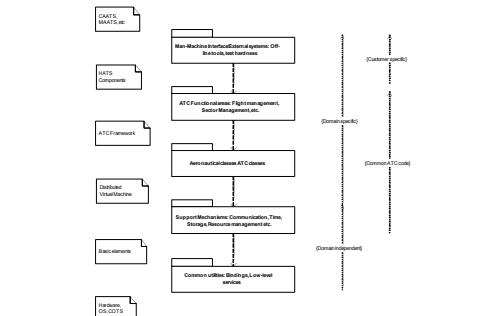 CAATS,
MAATS, etc
Man-Machine Interface External systems: Off-
line tools, test hardness
{Customer specific}
HATS
Components
ATC Functional areas: Flight management,
Sector Management, etc.
{Domain specific}
ATC Framework
Aeronautical classes ATC classes
{Common ATC code}
Distributed
Virtual Machine
Support Mechanisms: Communication, Time,
Storage, Resource management etc.
Basic elements
{Domain independent}
Common utilities: Bindings, Low-level
services
Hardware,
OS, COTS